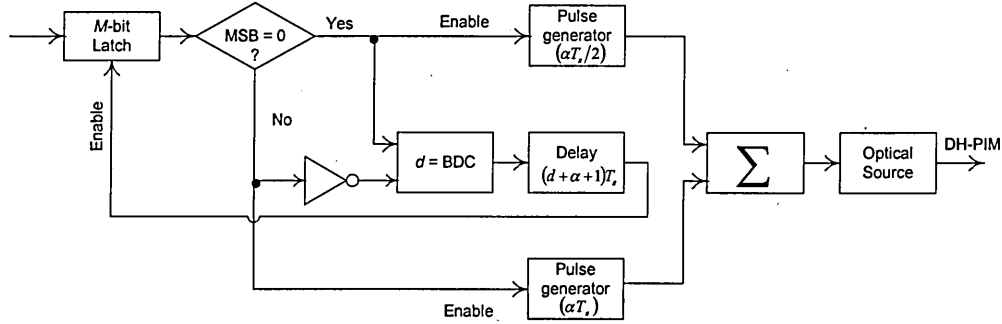 M-bit
Latch
MSB = 0
?
Yes
Enable
Pulse
generator
(αTₛ/2)
No
Enable
d = BDC
Delay
(d+α+1)Tₛ
Σ
Optical
Source
DH-PIM
Pulse
generator
(αTₛ)
Enable